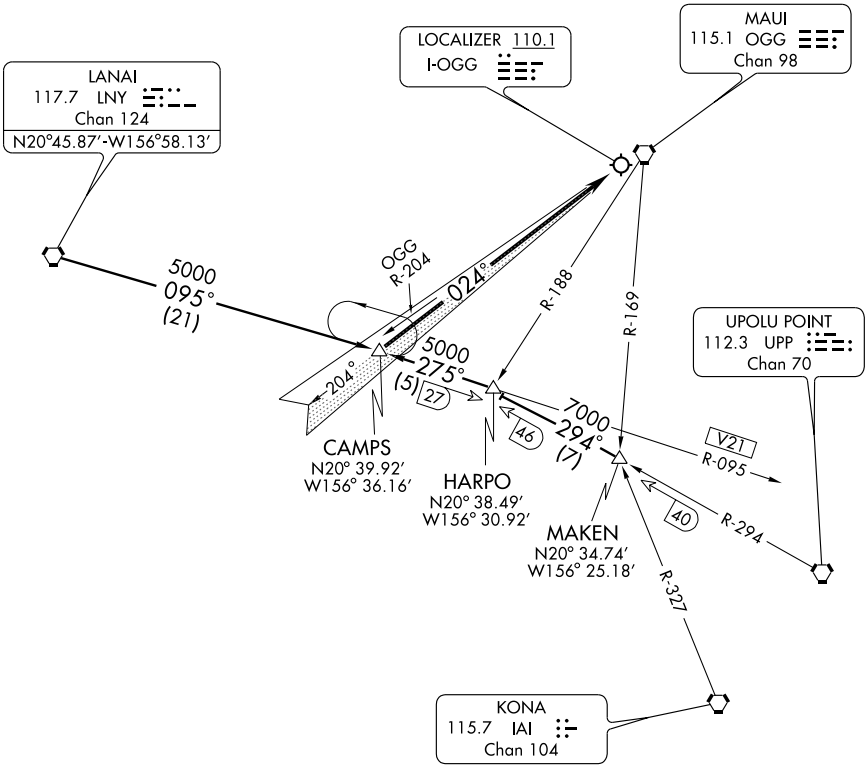 MAUI
115.1 OGG
Chan 98
LOCALIZER 110.1
I-OGG
LANAI
117.7 LNY
Chan 124
N20°45.87'-W156°58.13'
5000
095°
(21)
OGG
R-204
024°
R-188
R-169
UPOLU POINT
112.3 UPP
Chan 70
204°
5000
275°
(5)
27
7000
294°
(7)
46
V21
R-095
CAMPS
N20° 39.92'
W156° 36.16'
HARPO
N20° 38.49'
W156° 30.92'
40
R-294
MAKEN
N20° 34.74'
W156° 25.18'
R-327
KONA
115.7 IAI
Chan 104